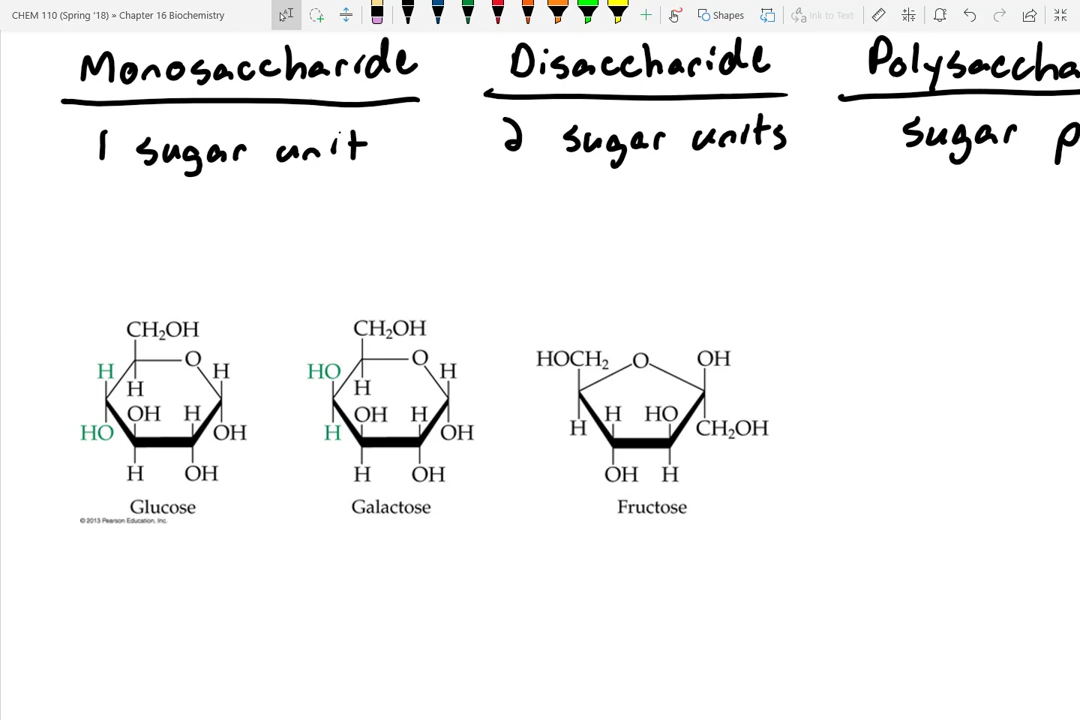 CHEM 110 (Spring '18) » Chapter 16 Biochemistry
Shapes
Ink to Text
Monosaccharide Disaccharide Polysaccha
1 sugar unit 2 sugar units sugar p
CH₂OH CH₂OH
HOCH₂ O OH
H O H HO O H
H H
OH H OH H H HO
HO OH H OH H CH₂OH
H OH H OH OH H
Glucose Galactose Fructose
©2013 Pearson Education, Inc.